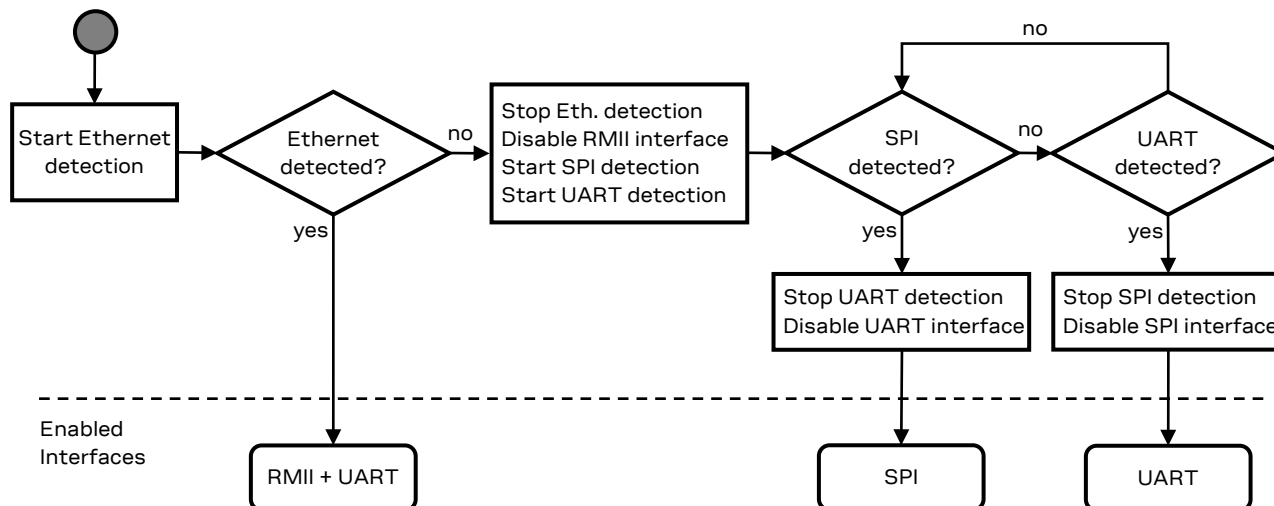 no
Start Ethernet
detection
Ethernet
detected?
no
yes
Stop Eth. detection
Disable RMII interface
Start SPI detection
Start UART detection
SPI
detected?
no
yes
UART
detected?
yes
Stop UART detection
Disable UART interface
Stop SPI detection
Disable SPI interface
Enabled
Interfaces
RMII + UART
SPI
UART